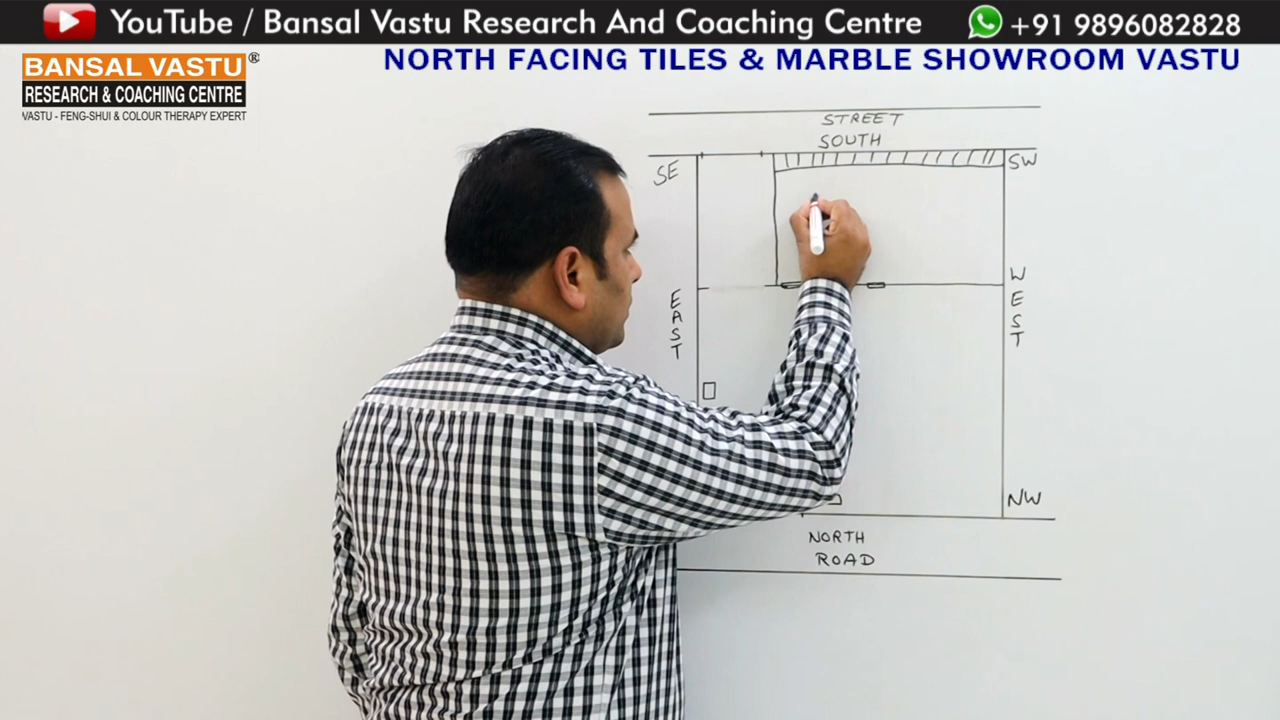 YouTube / Bansal Vastu Research And Coaching Centre
+91 9896082828
BANSAL VASTU®
RESEARCH & COACHING CENTRE
VASTU - FENG-SHUI & COLOUR THERAPY EXPERT
NORTH FACING TILES & MARBLE SHOWROOM VASTU
STREET
SOUTH
SE
SW
EAST
WEST
NW
NORTH
ROAD